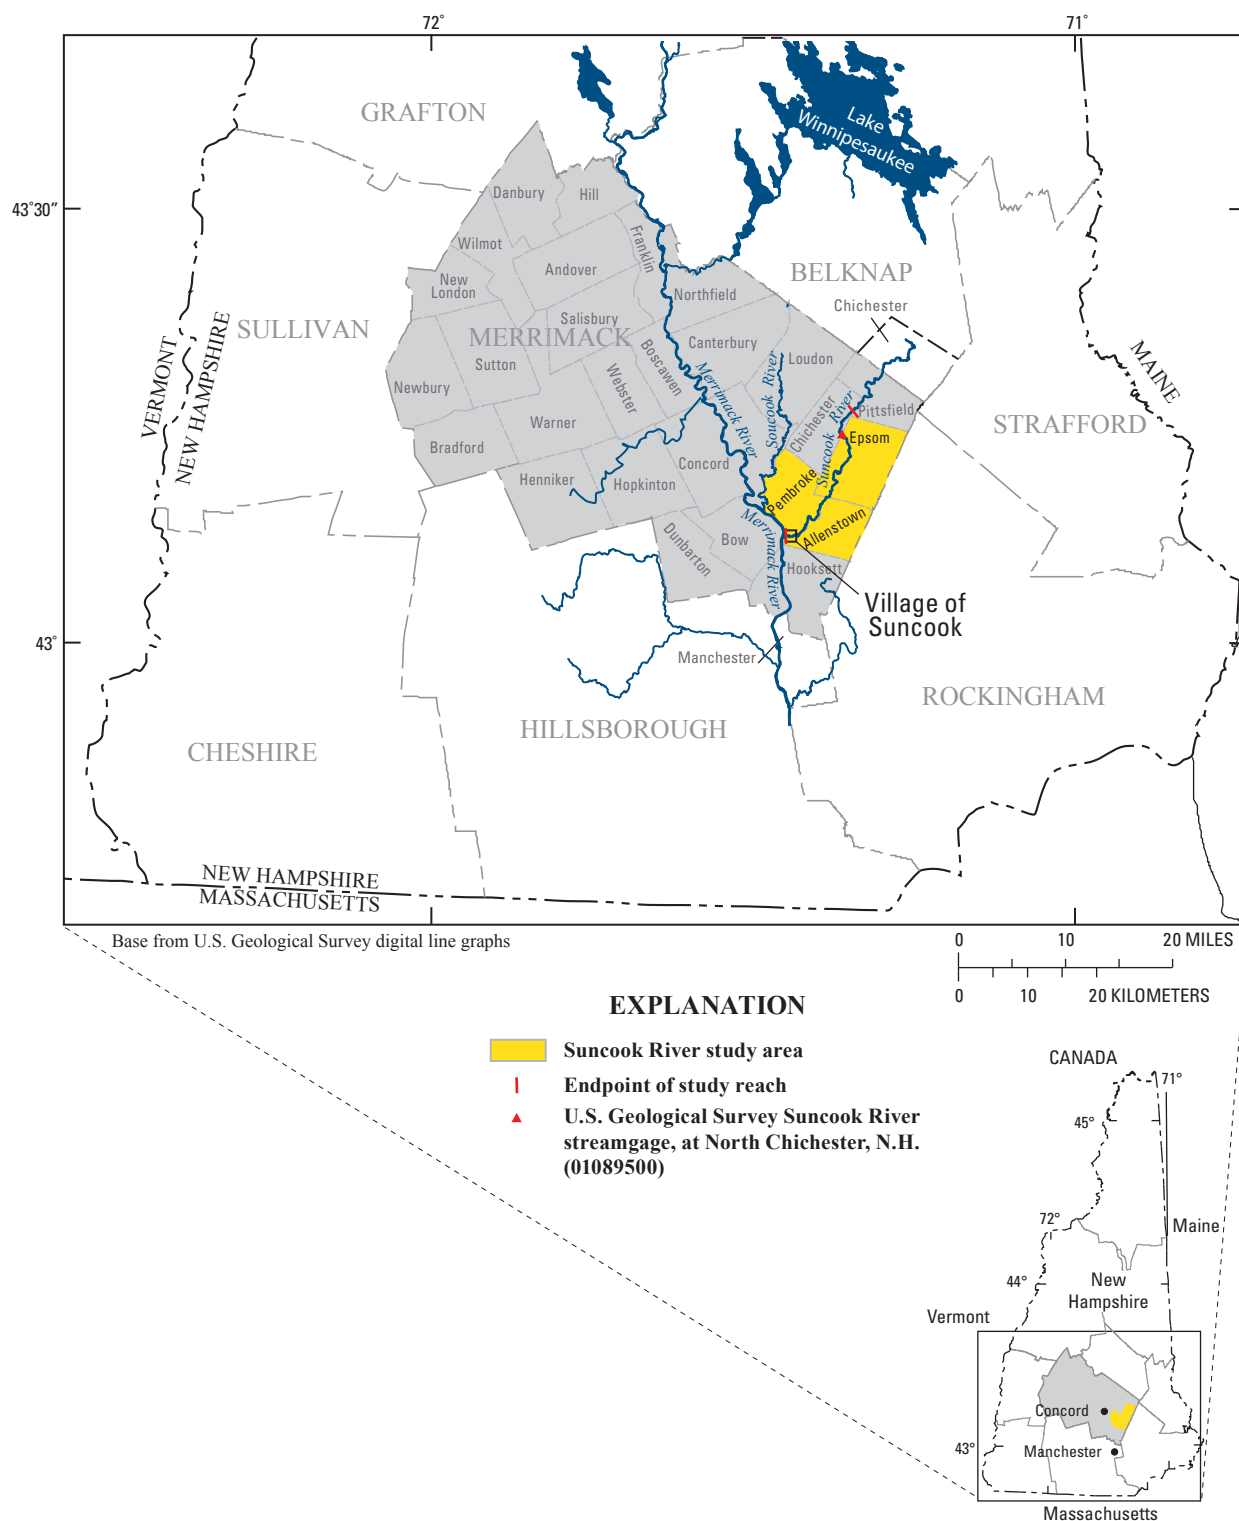 72°
71°
GRAFTON
Lake
Winnipesaukee
Danbury
Hill
43°30"
Franklin
Wilmot
Andover
BELKNAP
New
London
Northfield
Chichester
Salisbury
SULLIVAN
MERRIMACK
Canterbury
VERMONT
NEW HAMPSHIRE
MAINE
Boscawen
Loudon
Sutton
Soucook River
Newbury
Webster
Merrimack River
Pittsfield
Chichester
Suncook River
Warner
STRAFFORD
Epsom
Bradford
Concord
Henniker
Hopkinton
Pembroke
Allenstown
Merrimack River
Dunbarton
Bow
Hooksett
Village of
Suncook
43°
Manchester
ROCKINGHAM
HILLSBOROUGH
CHESHIRE
NEW HAMPSHIRE
MASSACHUSETTS
Base from U.S. Geological Survey digital line graphs
0 10 20 MILES
0 10 20 KILOMETERS
EXPLANATION
Suncook River study area
Endpoint of study reach
U.S. Geological Survey Suncook River
streamgage, at North Chichester, N.H.
(01089500)
CANADA
71°
45°
72°
Maine
44°
New
Hampshire
Vermont
Concord
43°
Manchester
Massachusetts